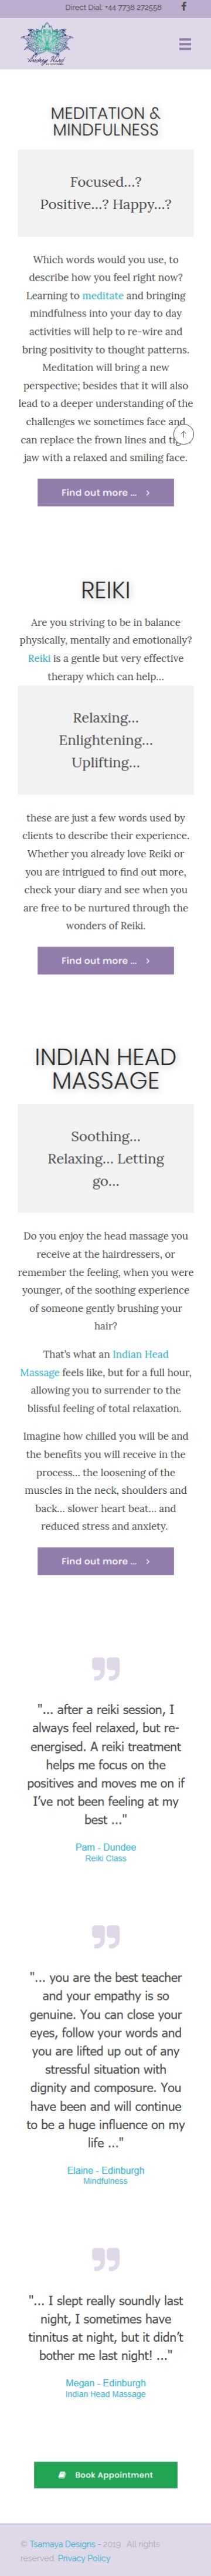 Direct Dial: +44 7738 272558
MEDITATION &
MINDFULNESS
Focused...?
Positive...? Happy...?
Which words would you use, to
describe how you feel right now?
Learning to meditate and bringing
mindfulness into your day to day
activities will help to re-wire and
bring positivity to thought patterns.
Meditation will bring a new
perspective; besides that it will also
lead to a deeper understanding of the
challenges we sometimes face and
can replace the frown lines and
jaw with a relaxed and smiling face.
Find out more ...
REIKI
Are you striving to be in balance
physically, mentally and emotionally?
Reiki is a gentle but very effective
therapy which can help...
Relaxing...
Enlightening...
Uplifting...
these are just a few words used by
clients to describe their experience.
Whether you already love Reiki or
you are intrigued to find out more,
check your diary and see when you
are free to be nurtured through the
wonders of Reiki.
Find out more ...
INDIAN HEAD
MASSAGE
Soothing...
Relaxing... Letting
go...
Do you enjoy the head massage you
receive at the hairdressers, or
remember the feeling, when you were
younger, of the soothing experience
of someone gently brushing your
hair?
That's what an Indian Head
Massage feels like, but for a full hour,
allowing you to surrender to the
blissful feeling of total relaxation.
Imagine how chilled you will be and
the benefits you will receive in the
process... the loosening of the
muscles in the neck, shoulders and
back... slower heart beat... and
reduced stress and anxiety.
Find out more ...
"... after a reiki session, I
always feel relaxed, but re-
energised. A reiki treatment
helps me focus on the
positives and moves me on if
I've not been feeling at my
best ..."
Pam - Dundee
Reiki Class
"... you are the best teacher
and your empathy is so
genuine. You can close your
eyes, follow your words and
you are lifted up out of any
stressful situation with
dignity and composure. You
have been and will continue
to be a huge influence on my
life ..."
Elaine - Edinburgh
Mindfulness
"... I slept really soundly last
night, I sometimes have
tinnitus at night, but it didn't
bother me last night! ..."
Megan - Edinburgh
Indian Head Massage
Book Appointment
© Tsamaya Designs - 2019 All rights
reserved. Privacy Policy